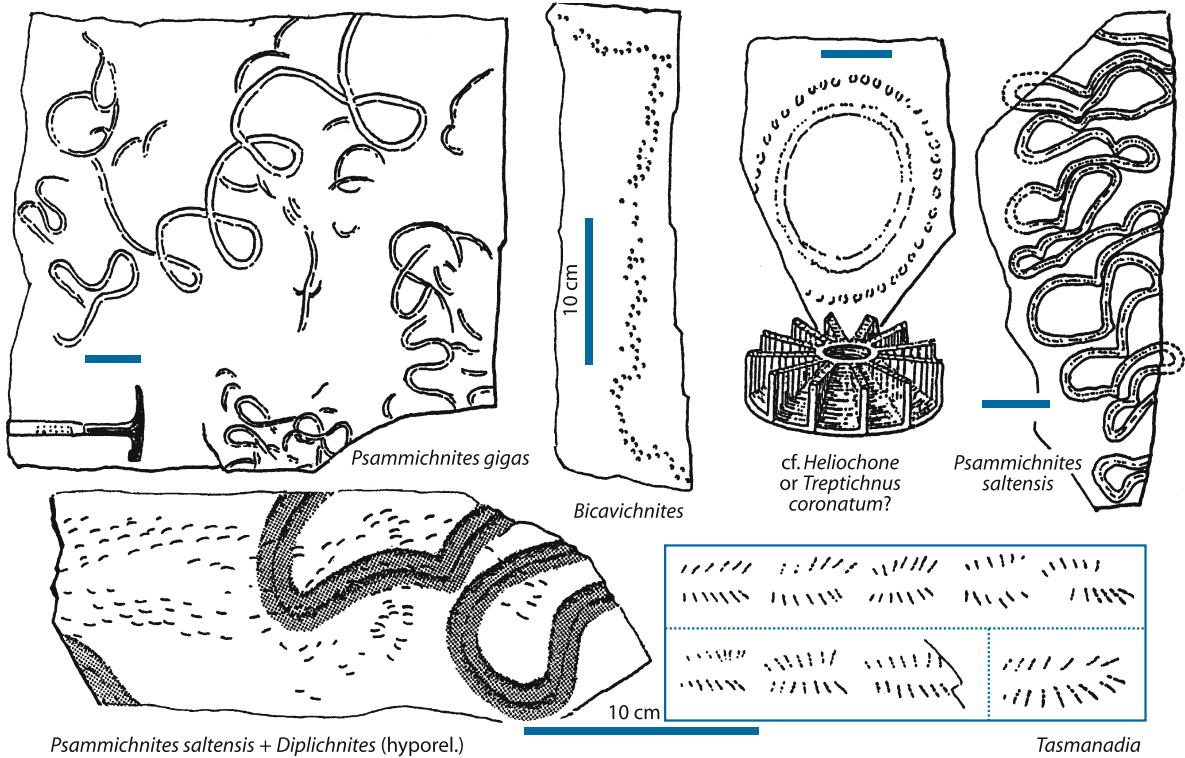 Psammichnites gigas
10 cm
Bicavichnites
cf. Heliochone
or Treptichnus
coronatum?
Psammichnites
saltensis
10 cm
Psammichnites saltensis + Diplichnites (hyporel.)
Tasmanadia